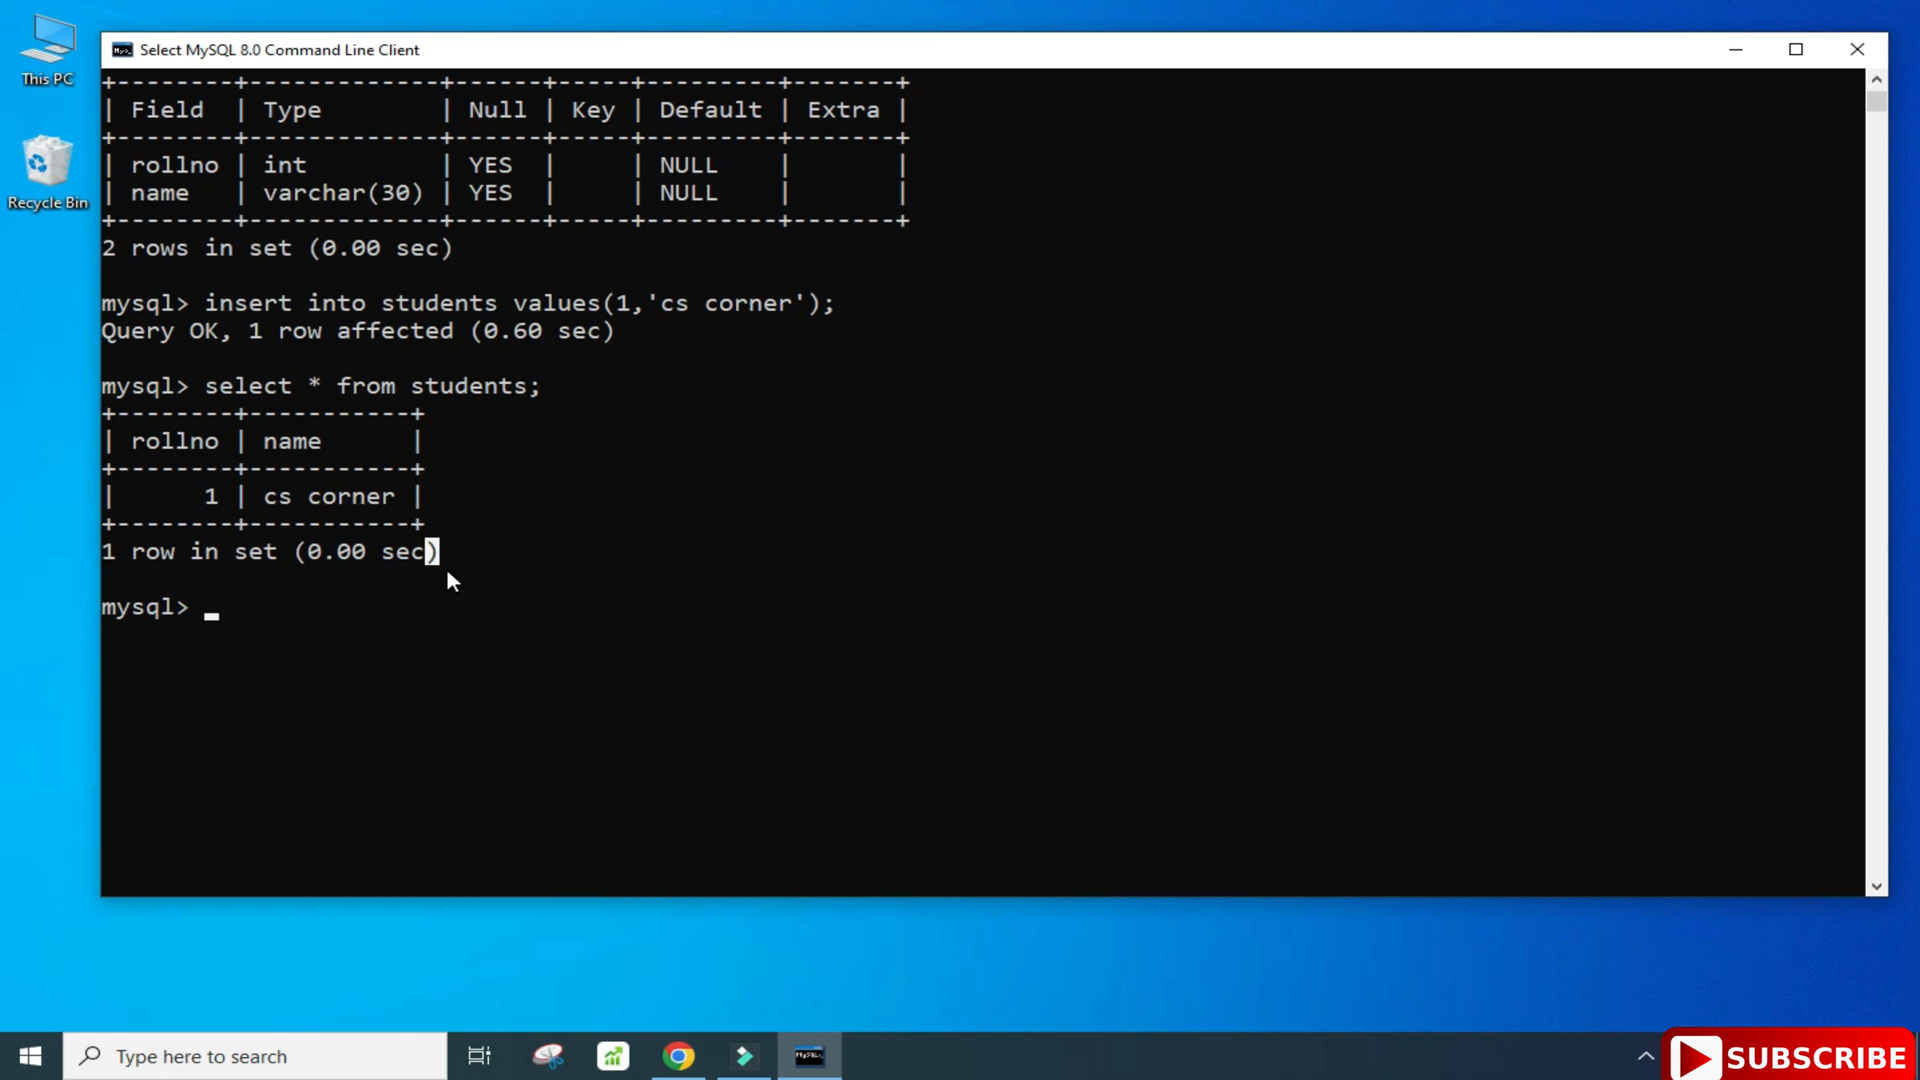 This PC
Recycle Bin
Select MySQL 8.0 Command Line Client
+--------+-------------+------+-----+---------+-------+
| Field  | Type        | Null | Key | Default | Extra |
+--------+-------------+------+-----+---------+-------+
| rollno | int         | YES  |     | NULL    |       |
| name   | varchar(30) | YES  |     | NULL    |       |
+--------+-------------+------+-----+---------+-------+
2 rows in set (0.00 sec)
mysql> insert into students values(1,'cs corner');
Query OK, 1 row affected (0.60 sec)
mysql> select * from students;
+--------+-----------+
| rollno | name      |
+--------+-----------+
|      1 | cs corner |
+--------+-----------+
1 row in set (0.00 sec)
mysql> _
Type here to search
MySQL
SUBSCRIBE